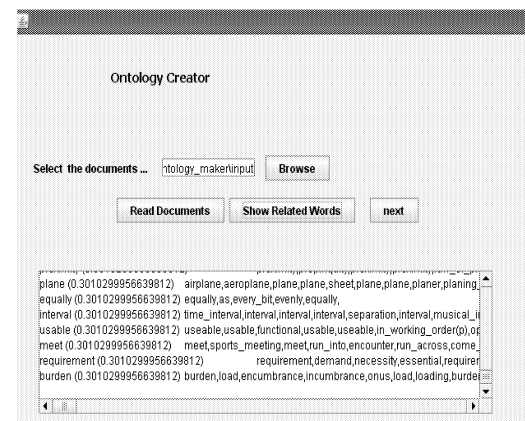 Ontology Creator
Select the documents ... ntology_maker\input Browse
Read Documents Show Related Words next
plane (0.3010299956639812) airplane,aeroplane,plane,plane,sheet,plane,plane,planer,planing_
equally (0.3010299956639812) equally,as,every_bit,evenly,equally,
interval (0.3010299956639812) time_interval,interval,interval,interval,separation,interval,musical_i
usable (0.3010299956639812) useable,usable,functional,usable,useable,in_working_order(p),op
meet (0.3010299956639812) meet,sports_meeting,meet,run_into,encounter,run_across,come_
requirement (0.3010299956639812) requirement,demand,necessity,essential,requirer
burden (0.3010299956639812) burden,load,encumbrance,incumbrance,onus,load,loading,burde